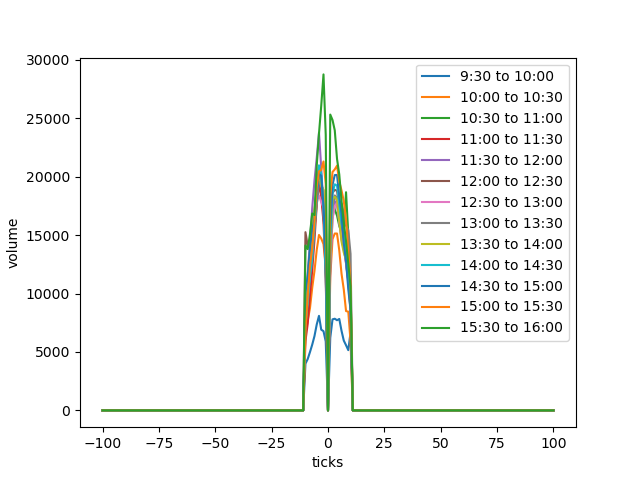 30000
25000
20000
15000
10000
5000
0
volume
−100
−75
−50
−25
0
25
50
75
100
ticks
9:30 to 10:00
10:00 to 10:30
10:30 to 11:00
11:00 to 11:30
11:30 to 12:00
12:00 to 12:30
12:30 to 13:00
13:00 to 13:30
13:30 to 14:00
14:00 to 14:30
14:30 to 15:00
15:00 to 15:30
15:30 to 16:00